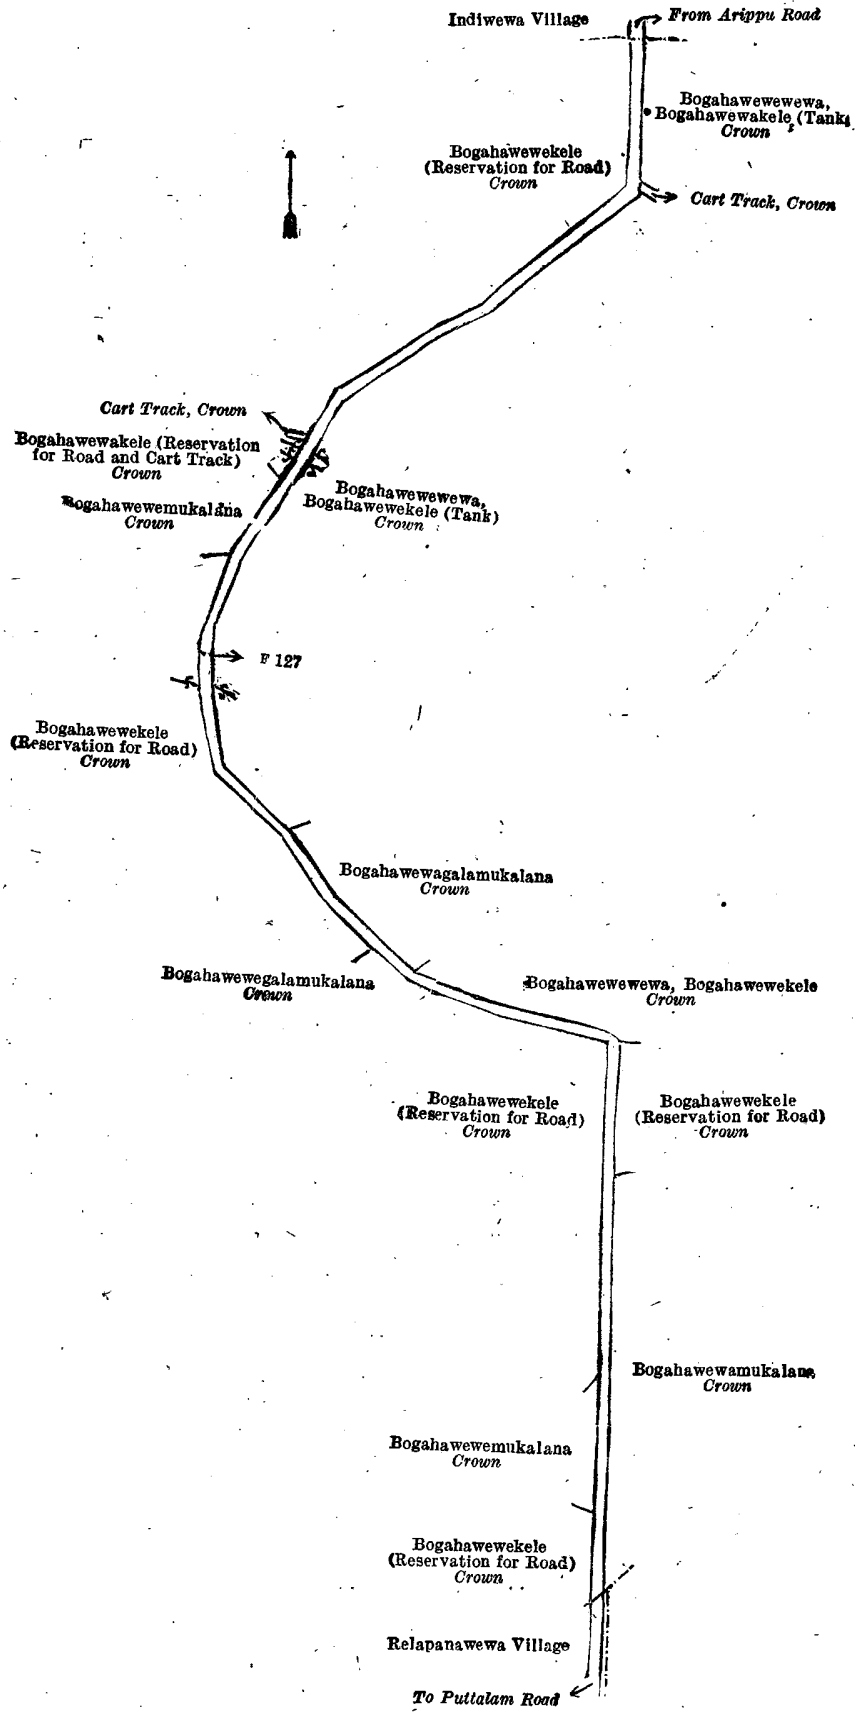 Indiwewa Village
From Arippu Road
Bogahawewewewa,
Bogahawewakele (Tank)
Crown
Bogahawewekele
(Reservation for Road)
Crown
Cart Track, Crown
Cart Track, Crown
Bogahawewakele (Reservation
for Road and Cart Track)
Crown
Bogahawewewewa,
Bogahawewekele (Tank)
Crown
Bogahawewemukalana
Crown
F 127
Bogahawewekele
(Reservation for Road)
Crown
Bogahawewagalamukalana
Crown
Bogahawewegalamukalana
Crown
Bogahawewewewa, Bogahawewekele
Crown
Bogahawewekele
(Reservation for Road)
Crown
Bogahawewekele
(Reservation for Road)
Crown
Bogahawewamukalana
Crown
Bogahawewemukalana
Crown
Bogahawewekele
(Reservation for Road)
Crown
Relapanawewa Village
To Puttalam Road